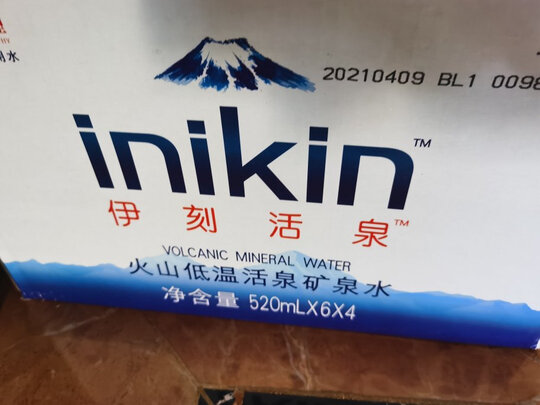 20210409 BL1 0098
inikin™
伊刻活泉™
VOLCANIC MINERAL WATER
火山低温活泉矿泉水
净含量 520mLX6X4